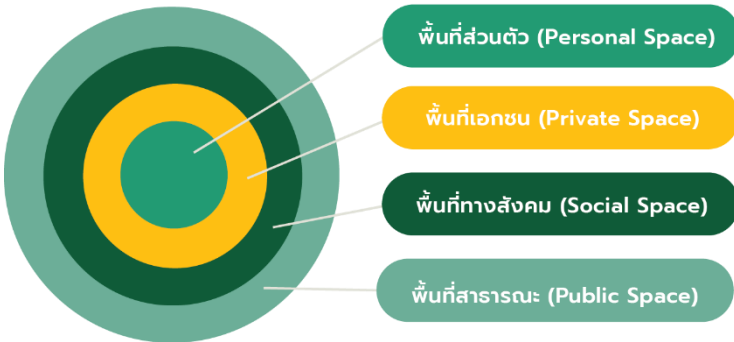 พื้นที่ส่วนตัว (Personal Space)
พื้นที่เอกชน (Private Space)
พื้นที่ทางสังคม (Social Space)
พื้นที่สาธารณะ (Public Space)